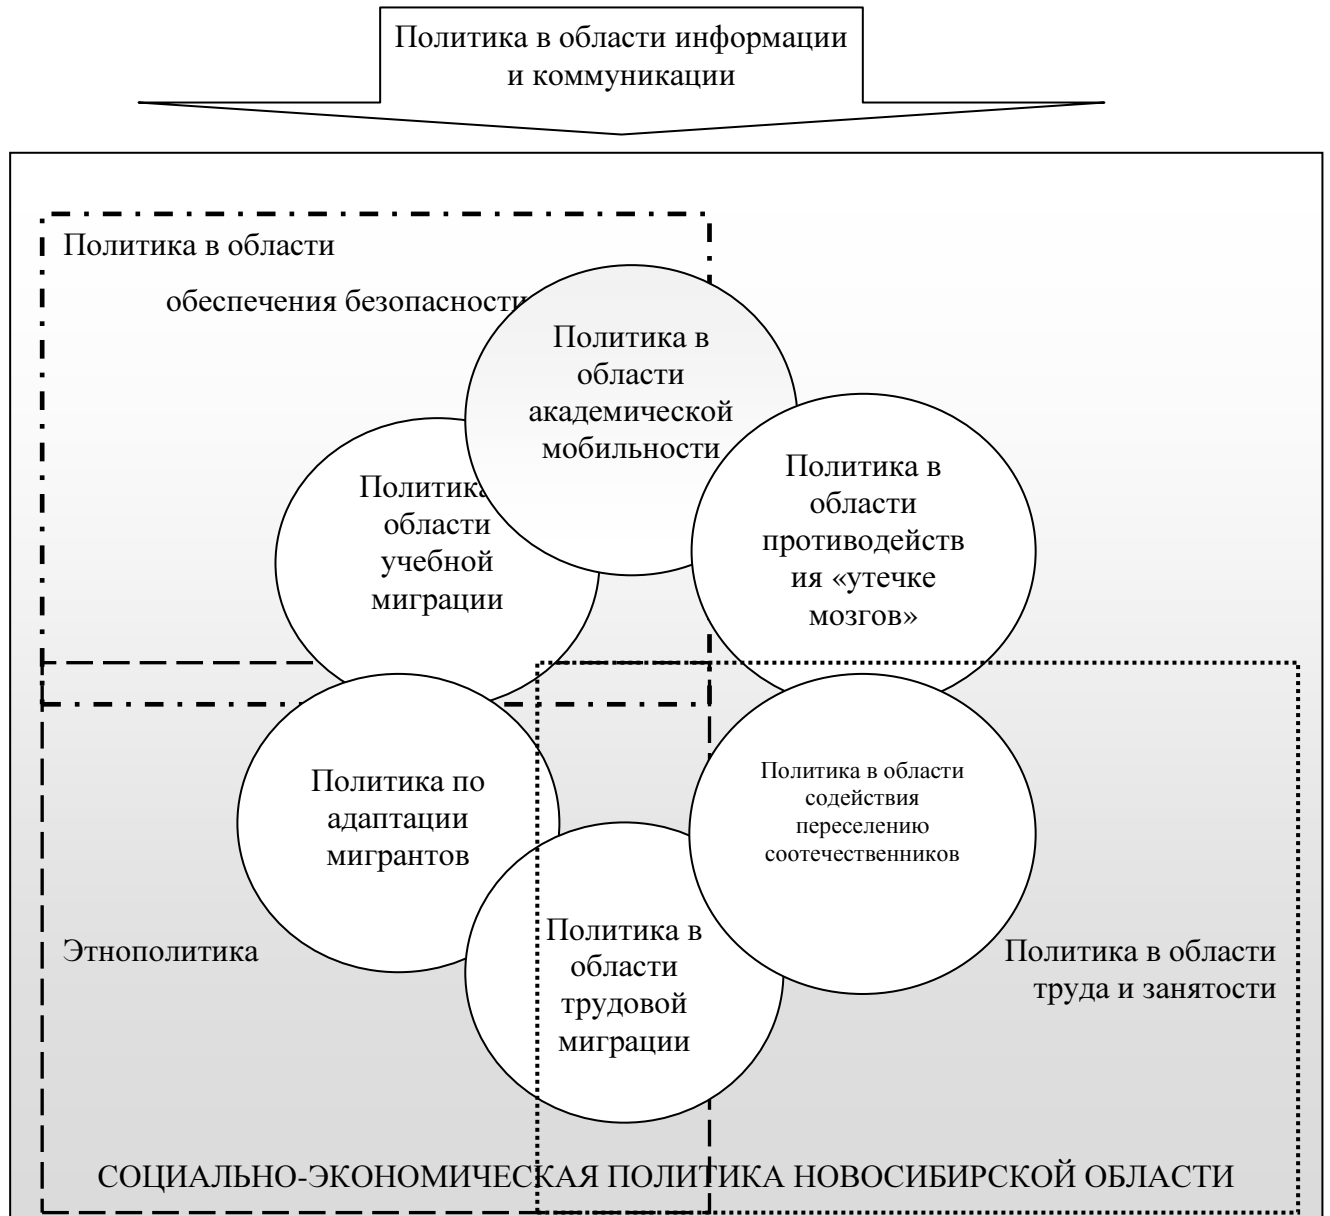 Политика в области информации
и коммуникации
Политика в области
обеспечения безопасности
Политика в
области
академической
мобильности
Политика
области
учебной
миграции
Политика в
области
противодейств
ия «утечке
мозгов»
Политика по
адаптации
мигрантов
Политика в области
содействия
переселению
соотечественников
Этнополитика
Политика в
области
трудовой
миграции
Политика в области
труда и занятости
СОЦИАЛЬНО-ЭКОНОМИЧЕСКАЯ ПОЛИТИКА НОВОСИБИРСКОЙ ОБЛАСТИ